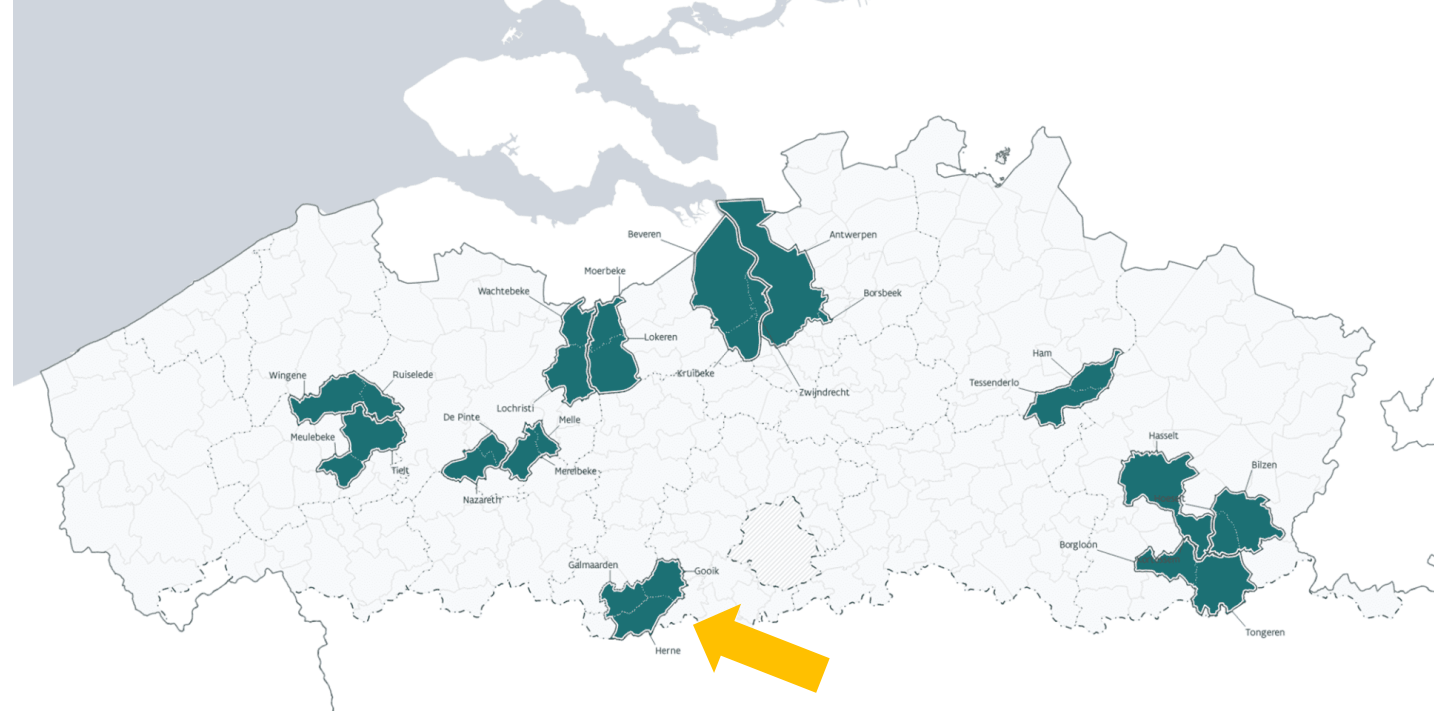 Beveren
Antwerpen
Moerbeke
Wachtebeke
Borsbeek
Lokeren
Ham
Kruibeke
Wingene
Ruiselede
Tessenderlo
Zwijndrecht
Lochristi
De Pinte
Melle
Meulebeke
Hasselt
Bilzen
Tielt
Merelbeke
Nazareth
Borgloon
Galmaarden
Gooik
Tongeren
Herne